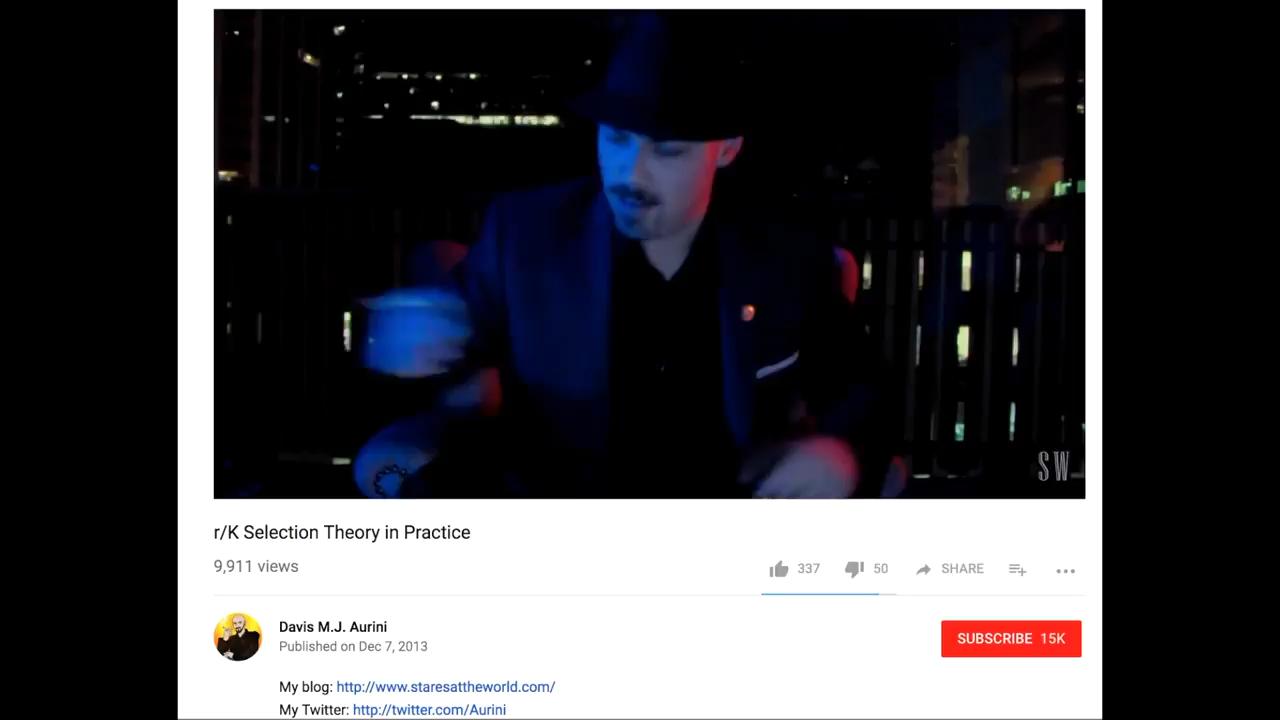 SW
r/K Selection Theory in Practice
9,911 views
337 50 SHARE
Davis M.J. Aurini
Published on Dec 7, 2013
SUBSCRIBE 15K
My blog: http://www.staresattheworld.com/
My Twitter: http://twitter.com/Aurini